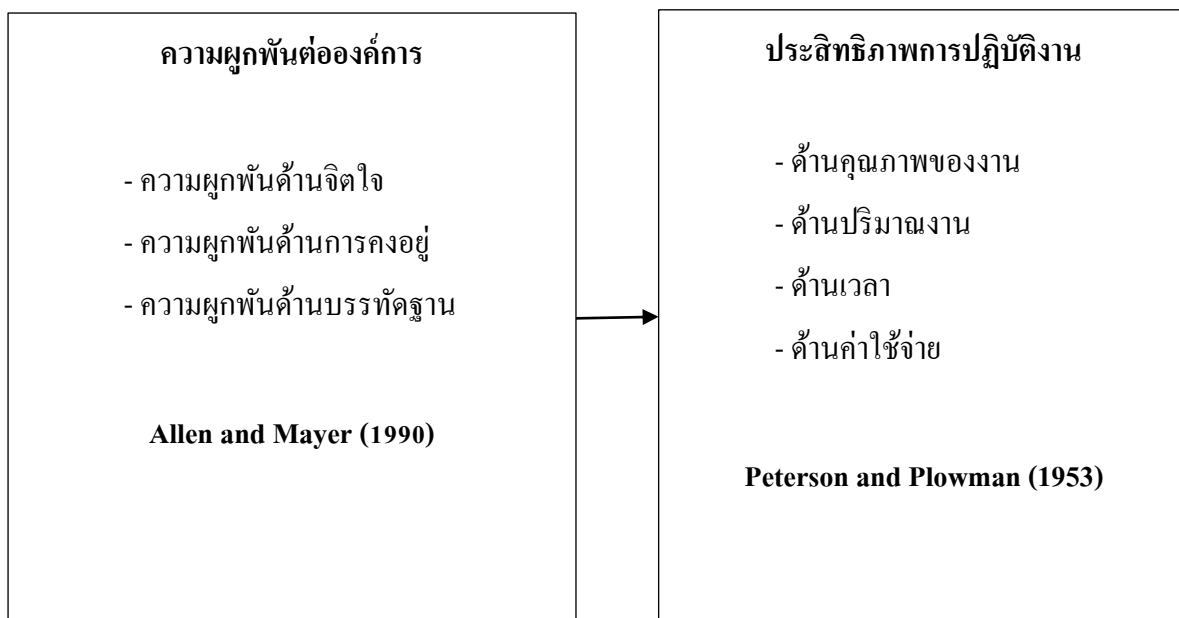 ความผูกพันต่อองค์การ
- ความผูกพันด้านจิตใจ
- ความผูกพันด้านการคงอยู่
- ความผูกพันด้านบรรทัดฐาน
Allen and Mayer (1990)
ประสิทธิภาพการปฏิบัติงาน
- ด้านคุณภาพของงาน
- ด้านปริมาณงาน
- ด้านเวลา
- ด้านค่าใช้จ่าย
Peterson and Plowman (1953)